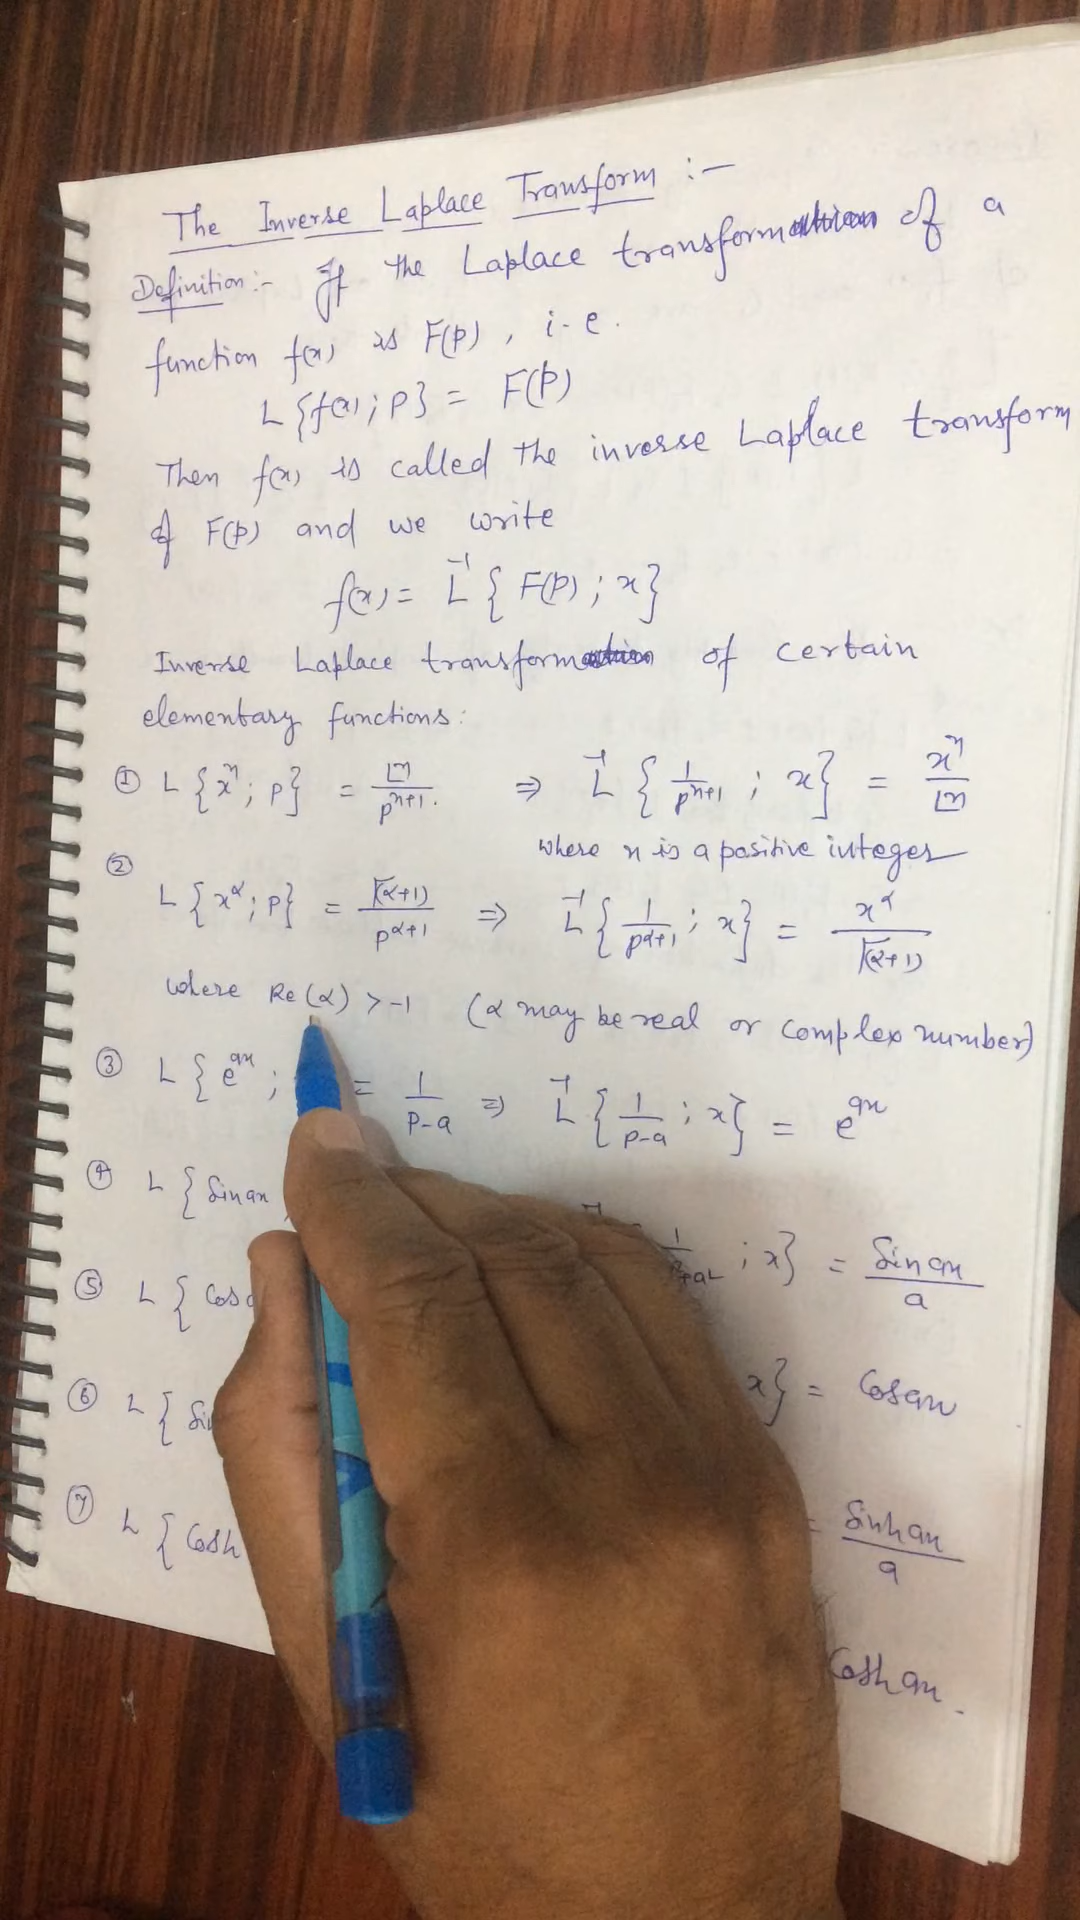 The Inverse Laplace Transform :-
Definition:- If the Laplace transform of a
function f(x) is F(p), i.e.
L{f(x); p} = F(p)
Then f(x) is called the inverse Laplace transform
of F(p) and we write
f(x) = L⁻¹ { F(p) ; x}
Inverse Laplace transform of certain
elementary functions:
① L {xⁿ; p} = ⌊n / pⁿ⁺¹. ⇒ L⁻¹ { 1/pⁿ⁺¹ ; x} = xⁿ / ⌊n
where n is a positive integer
② L {x^α; p} = Γ(α+1) / p^(α+1) ⇒ L⁻¹ { 1/p^(α+1) ; x} = x^α / Γ(α+1)
where Re(α) > -1 (α may be real or complex number)
③ L { e^(ax) ; = 1/(p-a) ⇒ L⁻¹ { 1/(p-a) ; x} = e^(ax)
④ L { Sin ax ; x} = Sin ax / a
⑤ L { Cos x} = Cos ax
⑥ L { Si = Sinh ax / a
⑦ L { Cosh Cosh ax.